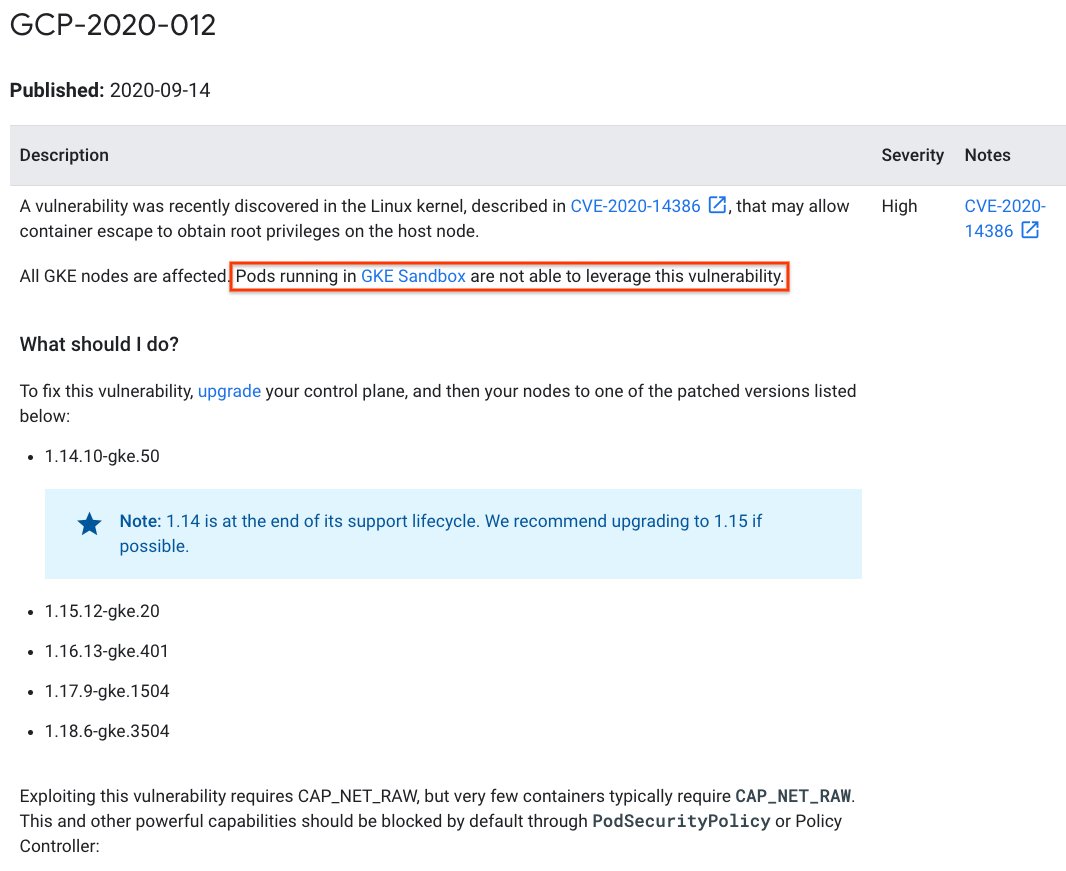 GCP-2020-012
Published: 2020-09-14
Description Severity Notes
A vulnerability was recently discovered in the Linux kernel, described in CVE-2020-14386, that may allow High CVE-2020-
container escape to obtain root privileges on the host node. 14386
All GKE nodes are affected. Pods running in GKE Sandbox are not able to leverage this vulnerability.
What should I do?
To fix this vulnerability, upgrade your control plane, and then your nodes to one of the patched versions listed
below:
• 1.14.10-gke.50
Note: 1.14 is at the end of its support lifecycle. We recommend upgrading to 1.15 if
possible.
• 1.15.12-gke.20
• 1.16.13-gke.401
• 1.17.9-gke.1504
• 1.18.6-gke.3504
Exploiting this vulnerability requires CAP_NET_RAW, but very few containers typically require CAP_NET_RAW.
This and other powerful capabilities should be blocked by default through PodSecurityPolicy or Policy
Controller: